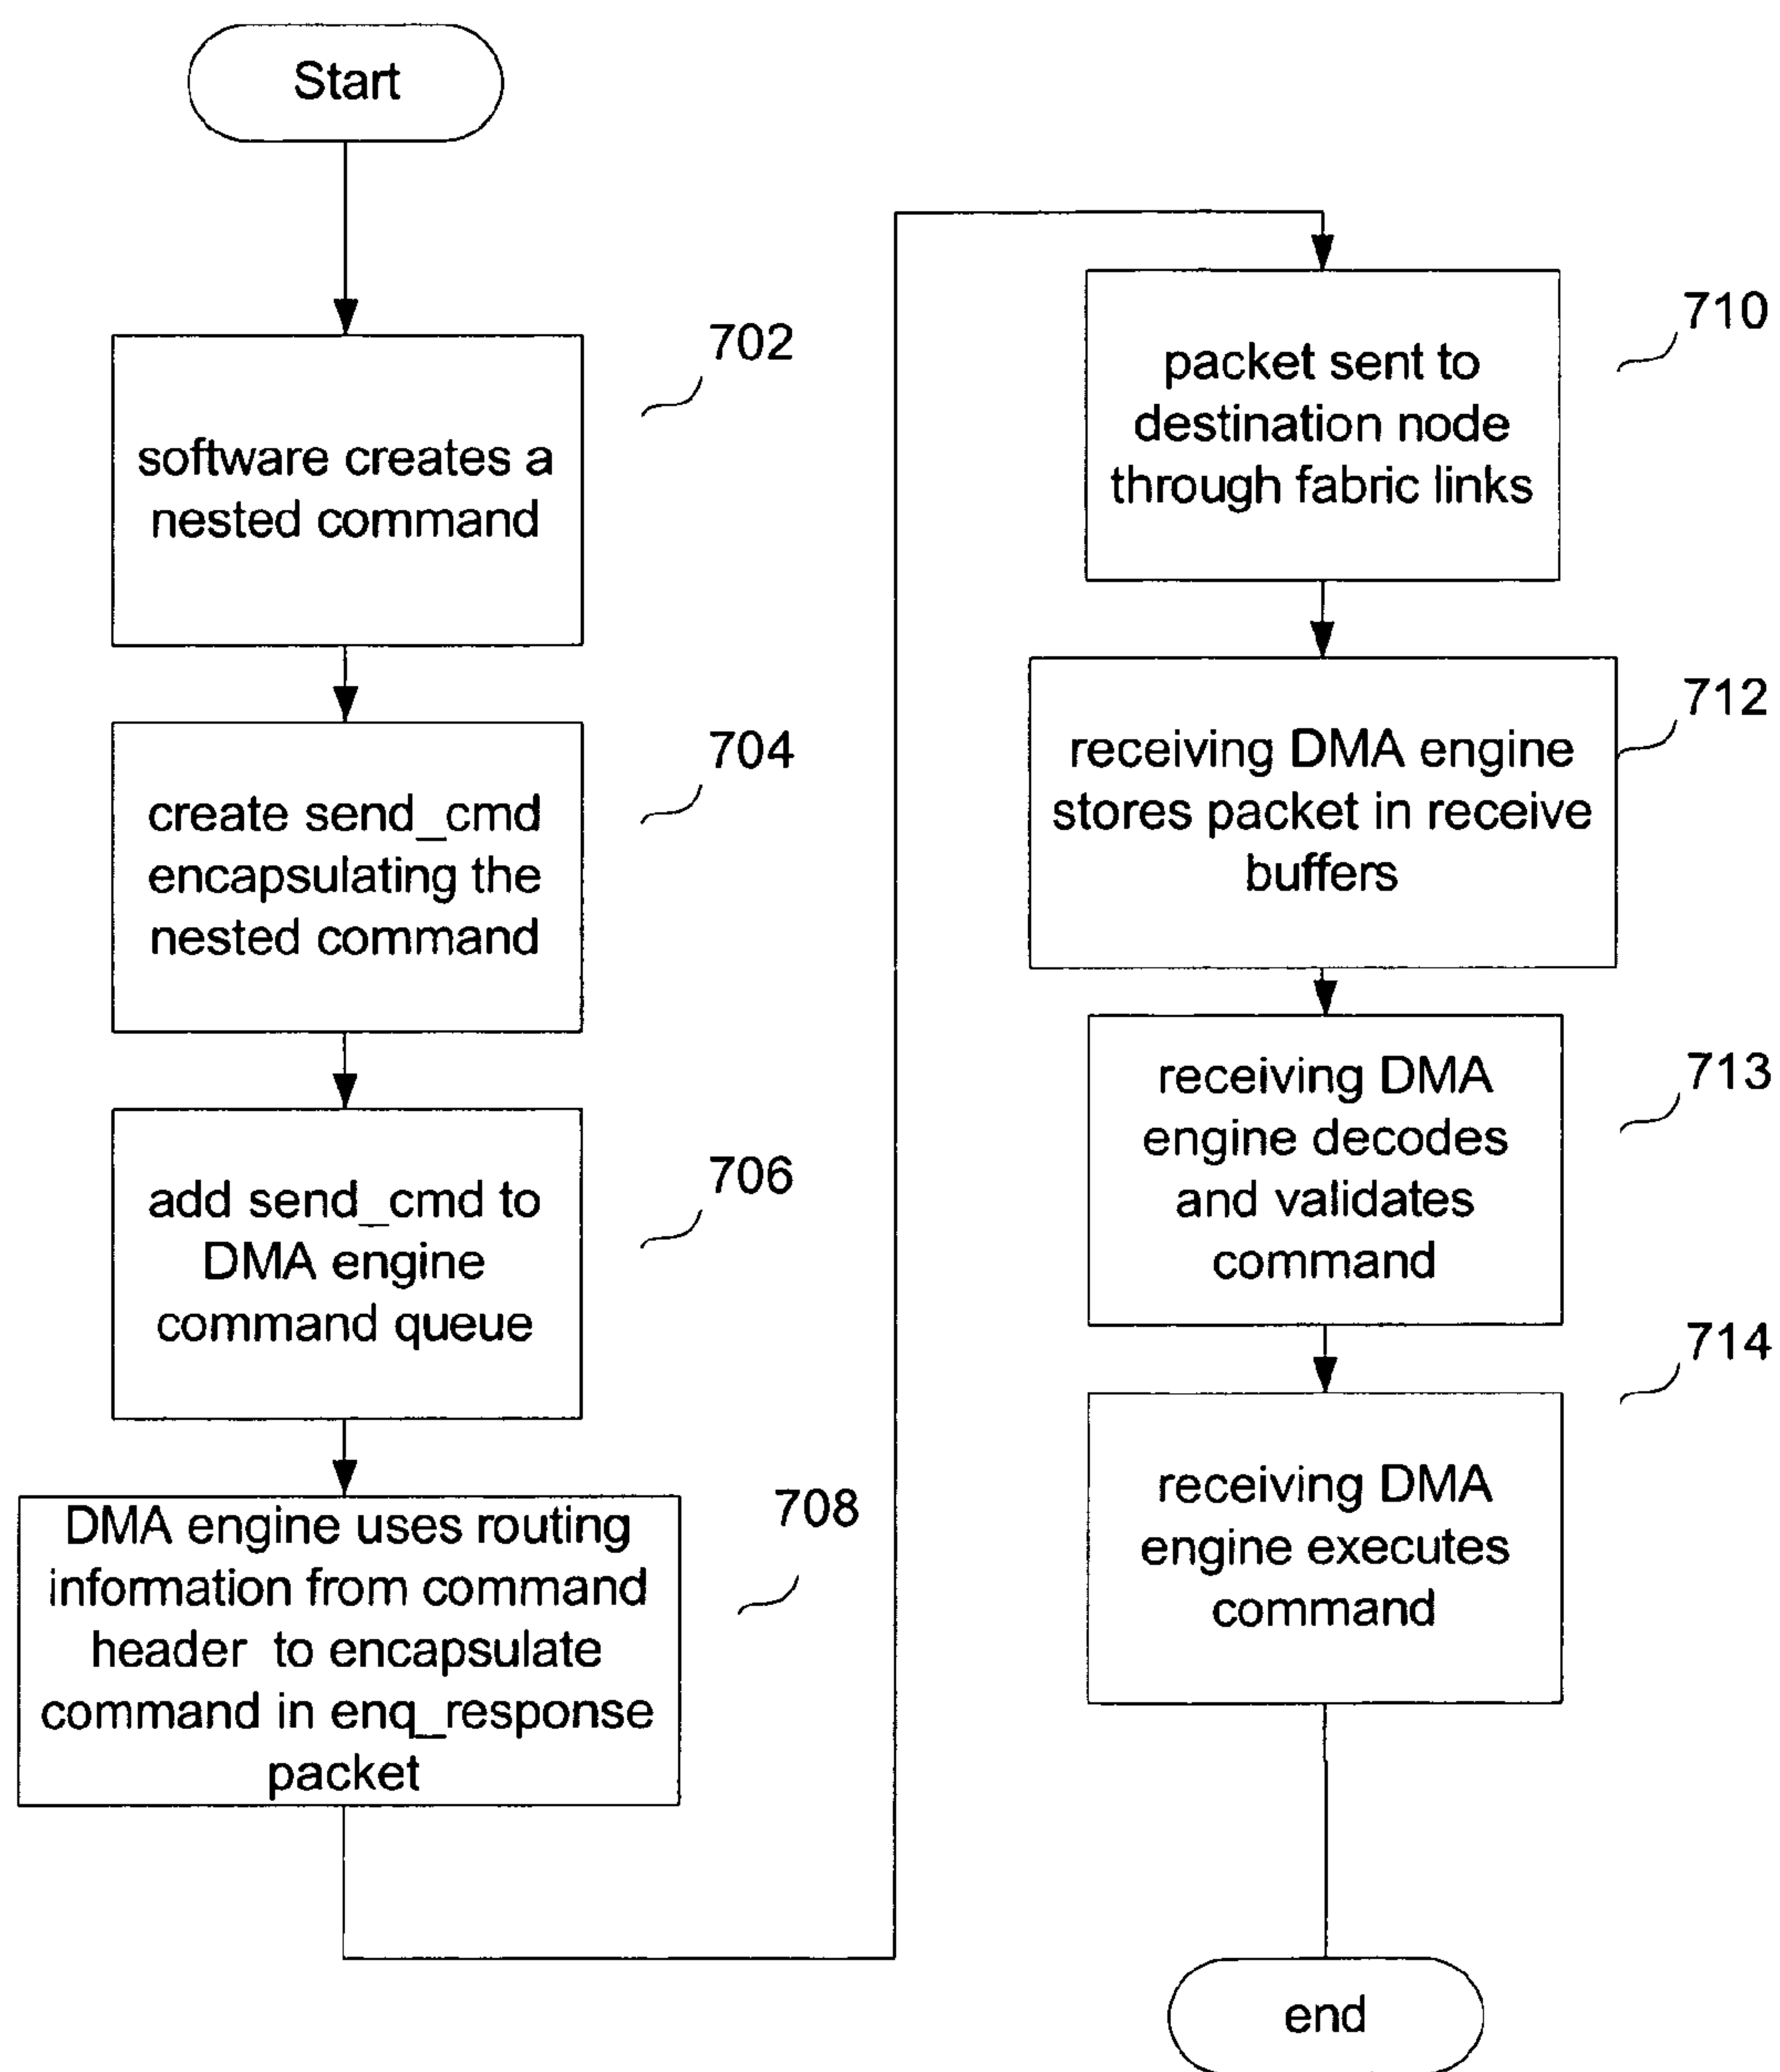 Start
702
software creates a
nested command
704
create send_cmd
encapsulating the
nested command
706
add send_cmd to
DMA engine
command queue
708
DMA engine uses routing
information from command
header to encapsulate
command in enq_response
packet
710
packet sent to
destination node
through fabric links
712
receiving DMA engine
stores packet in receive
buffers
713
receiving DMA
engine decodes
and validates
command
714
receiving DMA
engine executes
command
end